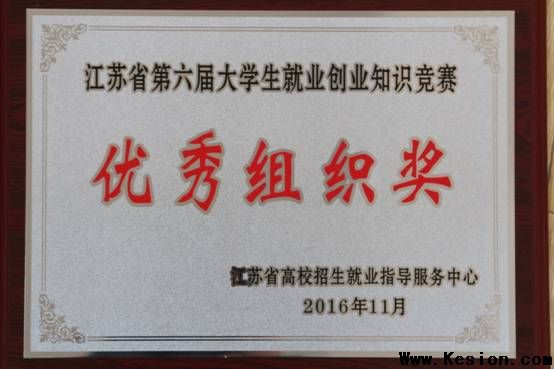 江苏省第六届大学生就业创业知识竞赛
优秀组织奖
江苏省高校招生就业指导服务中心
2016年11月
Www.Kesion.com